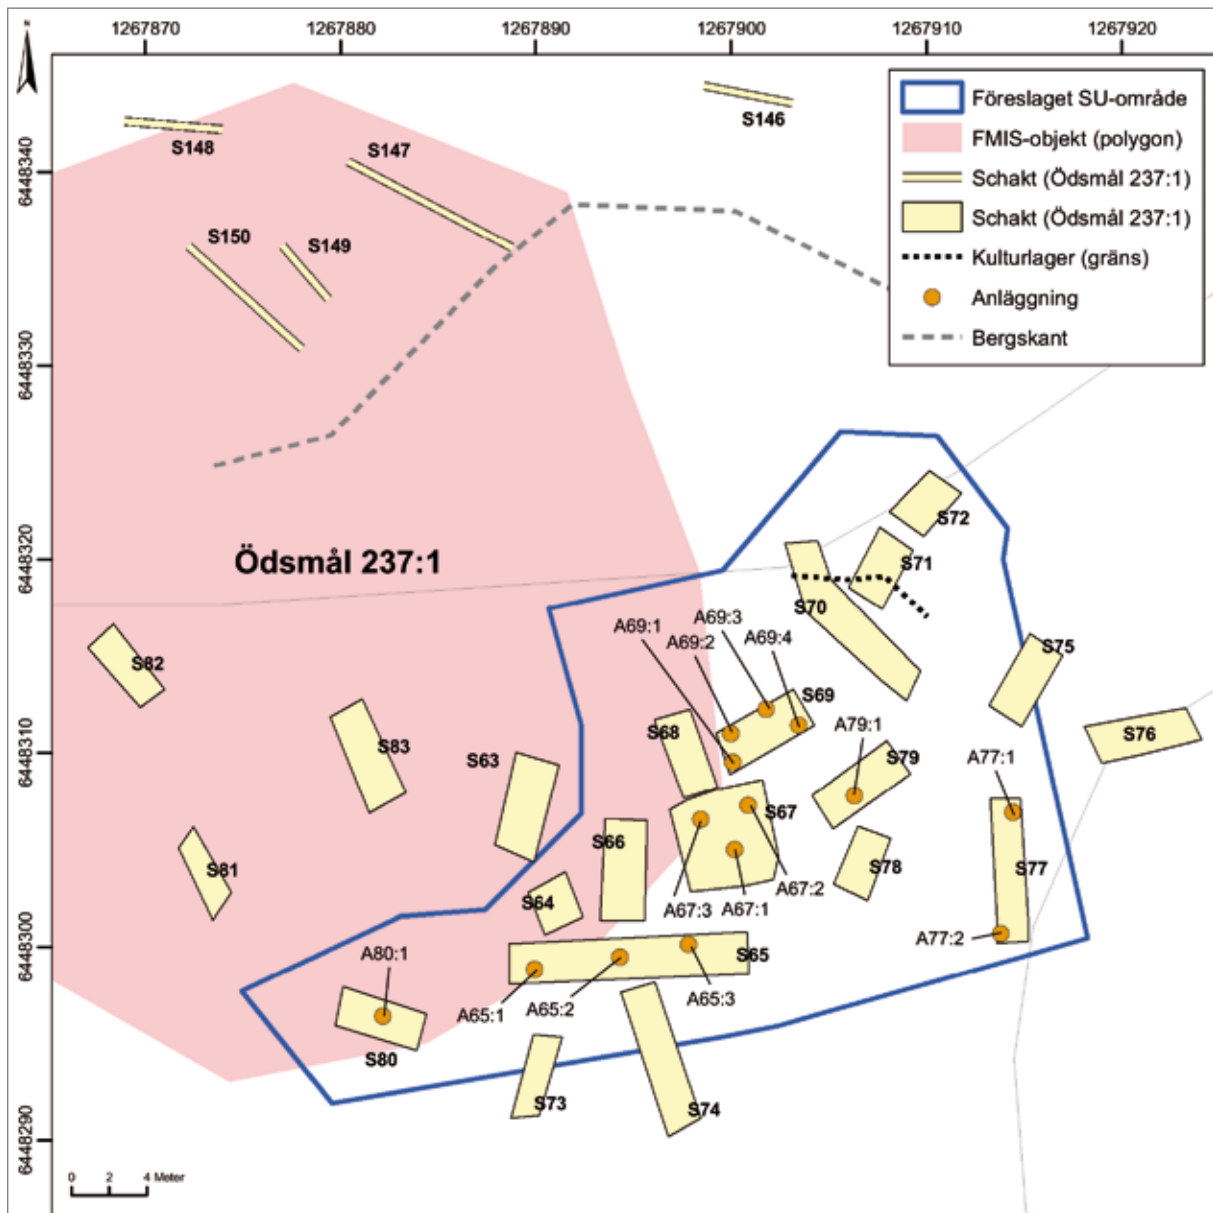 1267870 1267880 1267890 1267900 1267910 1267920
N
6448340
6448330
6448320
6448310
6448300
6448290
Föreslaget SU-område
FMIS-objekt (polygon)
Schakt (Ödsmål 237:1)
Schakt (Ödsmål 237:1)
Kulturlager (gräns)
Anläggning
Bergskant
S146
S148
S147
S150
S149
S72
Ödsmål 237:1
S71
S70
A69:3
A69:1
A69:2
A69:4
S75
S82
S69
S68
A79:1
S76
S83
S63
A77:1
S79
S67
S66
S81
S78
S77
A67:2
A67:3
A67:1
S64
A77:2
A80:1
S65
A65:1
A65:2
A65:3
S80
S73
S74
0 2 4 Meter